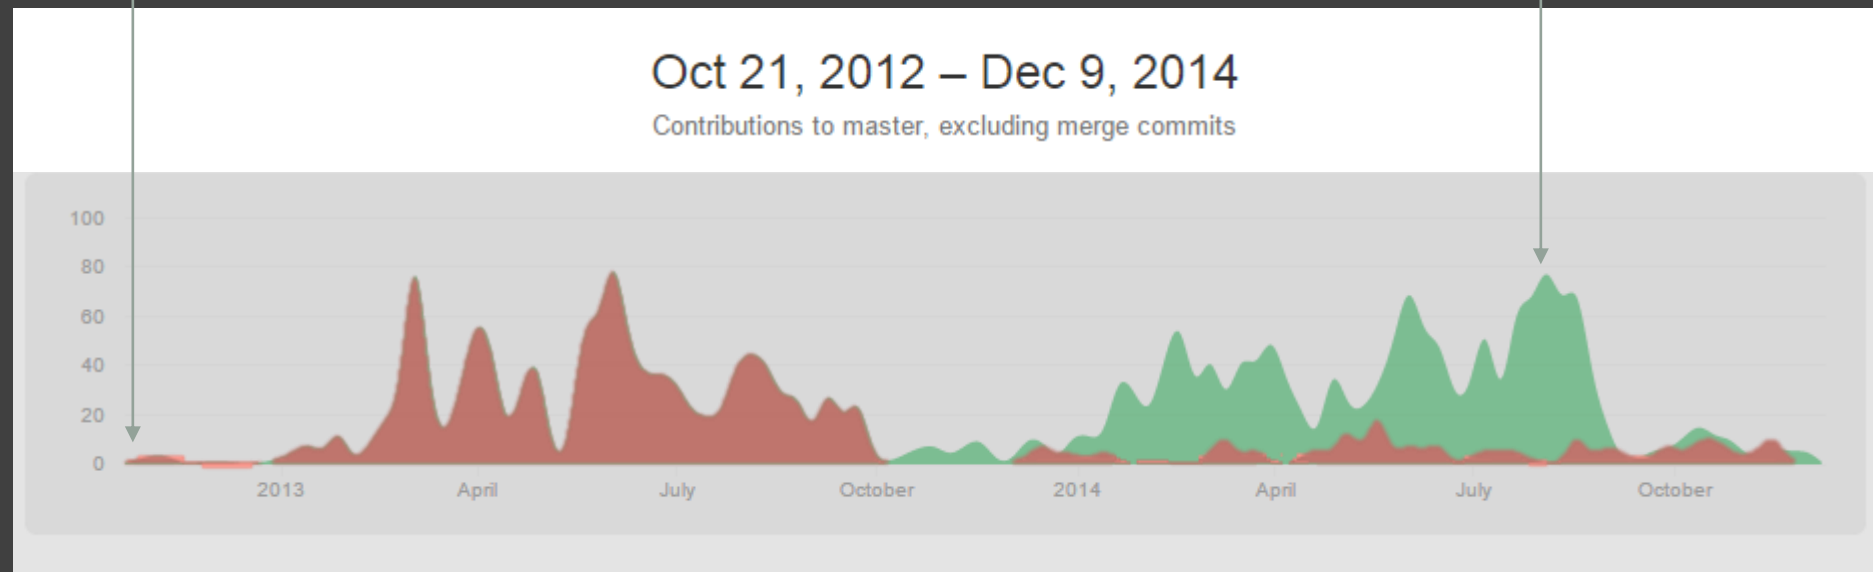 Oct 21, 2012 – Dec 9, 2014
Contributions to master, excluding merge commits
100
80
60
40
20
0
2013 April July October 2014 April July October